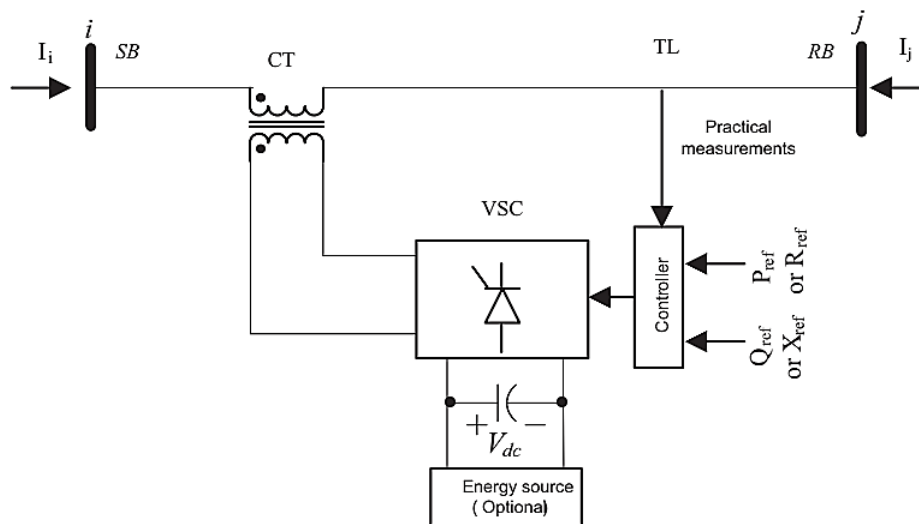 i
j
I_i
SB
CT
TL
RB
I_j
Practical
measurements
VSC
Controller
P_ref
or R_ref
Q_ref
or X_ref
+ −
V_dc
Energy source
( Optional)